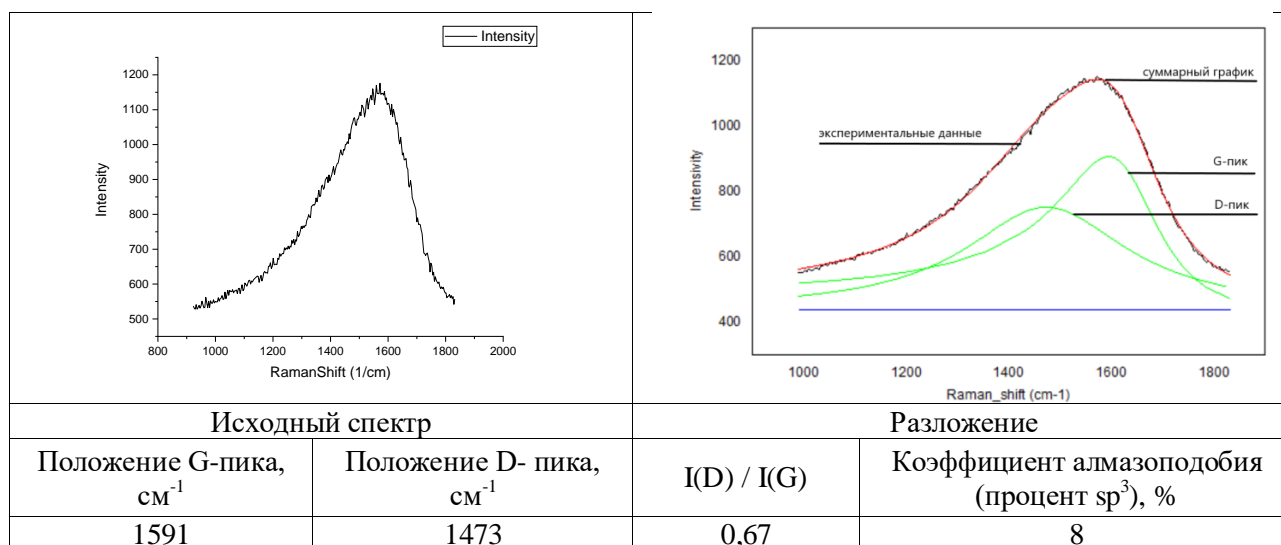 Intensity
1200
1100
1000
900
800
700
600
500
Intensity
800 1000 1200 1400 1600 1800 2000
RamanShift (1/cm)
1200
1000
800
600
400
Intensivity
суммарный график
экспериментальные данные
G-пик
D-пик
1000 1200 1400 1600 1800
Raman_shift (cm-1)
Исходный спектр Разложение
Положение G-пика, см-1
Положение D- пика, см-1
I(D) / I(G)
Коэффициент алмазоподобия
(процент sp3), %
1591 1473 0,67 8